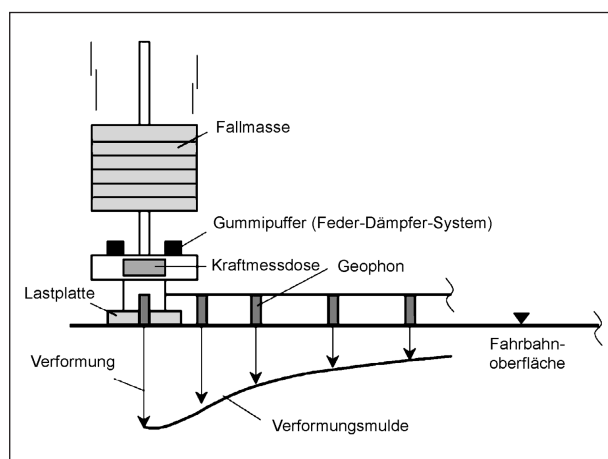 Fallmasse
Gummipuffer (Feder-Dämpfer-System)
Kraftmessdose
Geophon
Lastplatte
Verformung
Fahrbahn-
oberfläche
Verformungsmulde